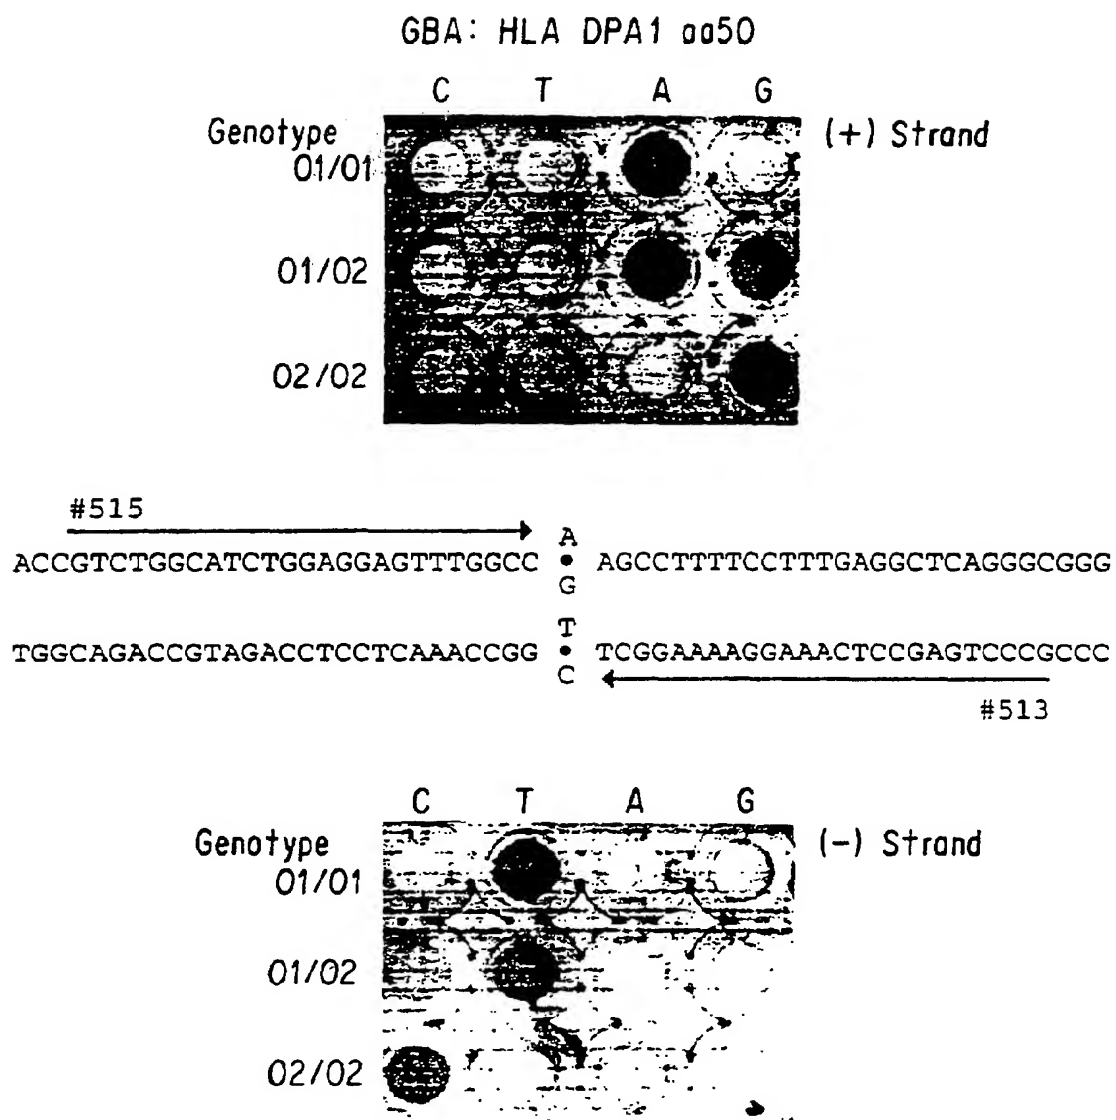 GBA: HLA DPA1 aa50
C T A G
Genotype (+) Strand
01/01
01/02
02/02
#515
A
ACCGTCTGGCATCTGGAGGAGTTTGGCC • AGCCTTTTCCTTTGAGGCTCAGGGCGGG
G
T
TGGCAGACCGTAGACCTCCTCAAACCGG • TCGGAAAAGGAAACTCCGAGTCCCGCCC
C
#513
C T A G
Genotype (-) Strand
01/01
01/02
02/02